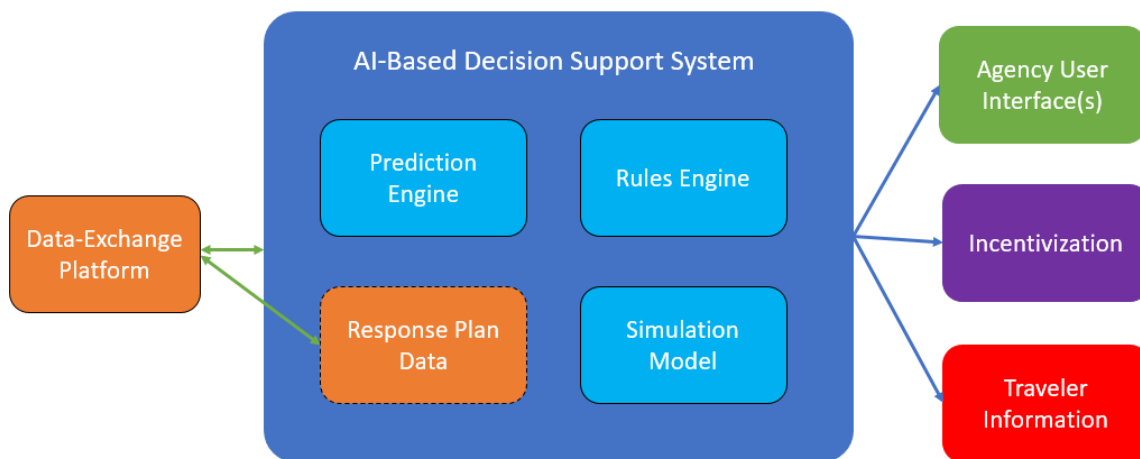 AI-Based Decision Support System
Data-Exchange
Platform
Prediction
Engine
Rules Engine
Response Plan
Data
Simulation
Model
Agency User
Interface(s)
Incentivization
Traveler
Information